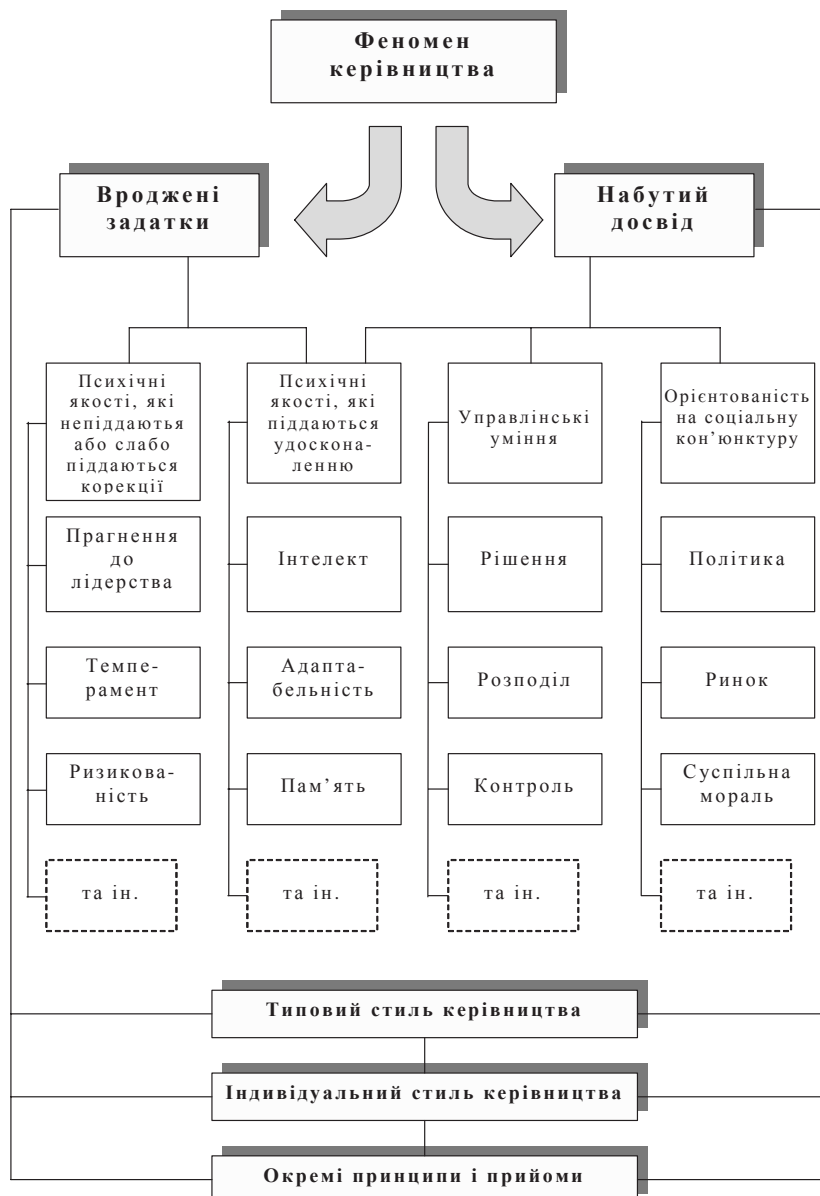 Феномен
керівництва
Вроджені
задатки
Набутий
досвід
Психічні
якості, які
непіддаютья
або слабо
піддаються
корекції
Психічні
якості, які
піддаються
удоскона-
ленню
Управлінські
уміння
Орієнтованість
на соціальну
кон’юнктуру
Прагнення
до
лідерства
Інтелект
Рішення
Політика
Темпе-
рамент
Адапта-
бельність
Розподіл
Ринок
Ризикова-
ність
Пам’ять
Контроль
Суспільна
мораль
та ін.
та ін.
та ін.
та ін.
Типовий стиль керівництва
Індивідуальний стиль керівництва
Окремі принципи і прийоми